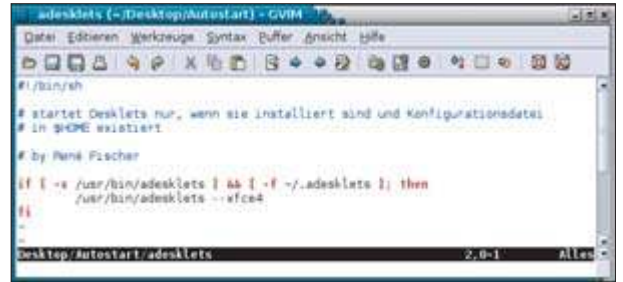 adesklets (~/Desktop/Autostart) - GVIM
Datei Editieren Werkzeuge Syntax Puffer Ansicht Hilfe
#!/bin/sh
# startet Desklets nur, wenn sie installiert sind und Konfigurationsdatei
# in $HOME existiert
# by René Fischer
if [ -x /usr/bin/adesklets ] && [ -f ~/.adesklets ]; then
/usr/bin/adesklets --xfce4
fi
~
~
Desktop/Autostart/adesklets 2,0-1 Alles